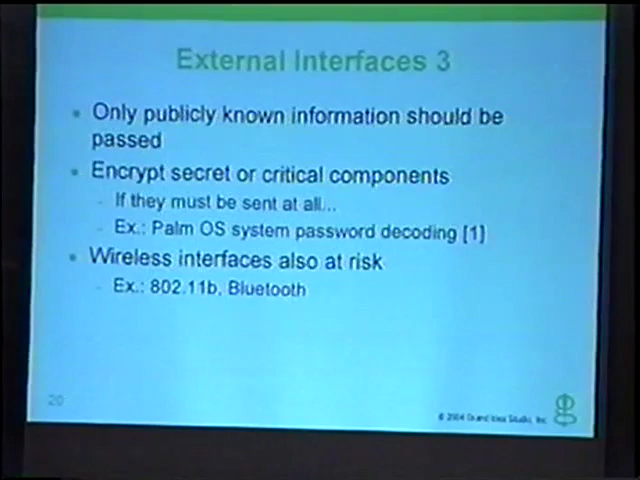 External Interfaces 3
• Only publicly known information should be
passed
• Encrypt secret or critical components
- If they must be sent at all...
- Ex.: Palm OS system password decoding [1]
• Wireless interfaces also at risk
- Ex.: 802.11b, Bluetooth
20
© 2004 Grand Idea Studio, Inc.